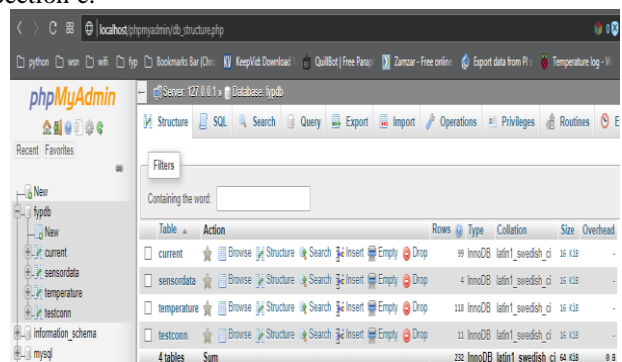 section c.
localhost/phpmyadmin/db_structure.php
python wsn wifi fyp Bookmarks Bar (Chro KV KeepVid: Download QuillBot | Free Parap Zamzar - Free online Export data from PI Temperature log - Wi
phpMyAdmin
Recent Favorites
New
fypdb
New
current
sensordata
temperature
testconn
information_schema
mysql
Server: 127.0.0.1 » Database: fypdb
Structure SQL Search Query Export Import Operations Privileges Routines E
Filters
Containing the word:
Table Action Rows Type Collation Size Overhead
current Browse Structure Search Insert Empty Drop 99 InnoDB latin1_swedish_ci 16 KiB -
sensordata Browse Structure Search Insert Empty Drop 4 InnoDB latin1_swedish_ci 16 KiB -
temperature Browse Structure Search Insert Empty Drop 118 InnoDB latin1_swedish_ci 16 KiB -
testconn Browse Structure Search Insert Empty Drop 11 InnoDB latin1_swedish_ci 16 KiB -
4 tables Sum 232 InnoDB latin1_swedish_ci 64 KiB 0 B